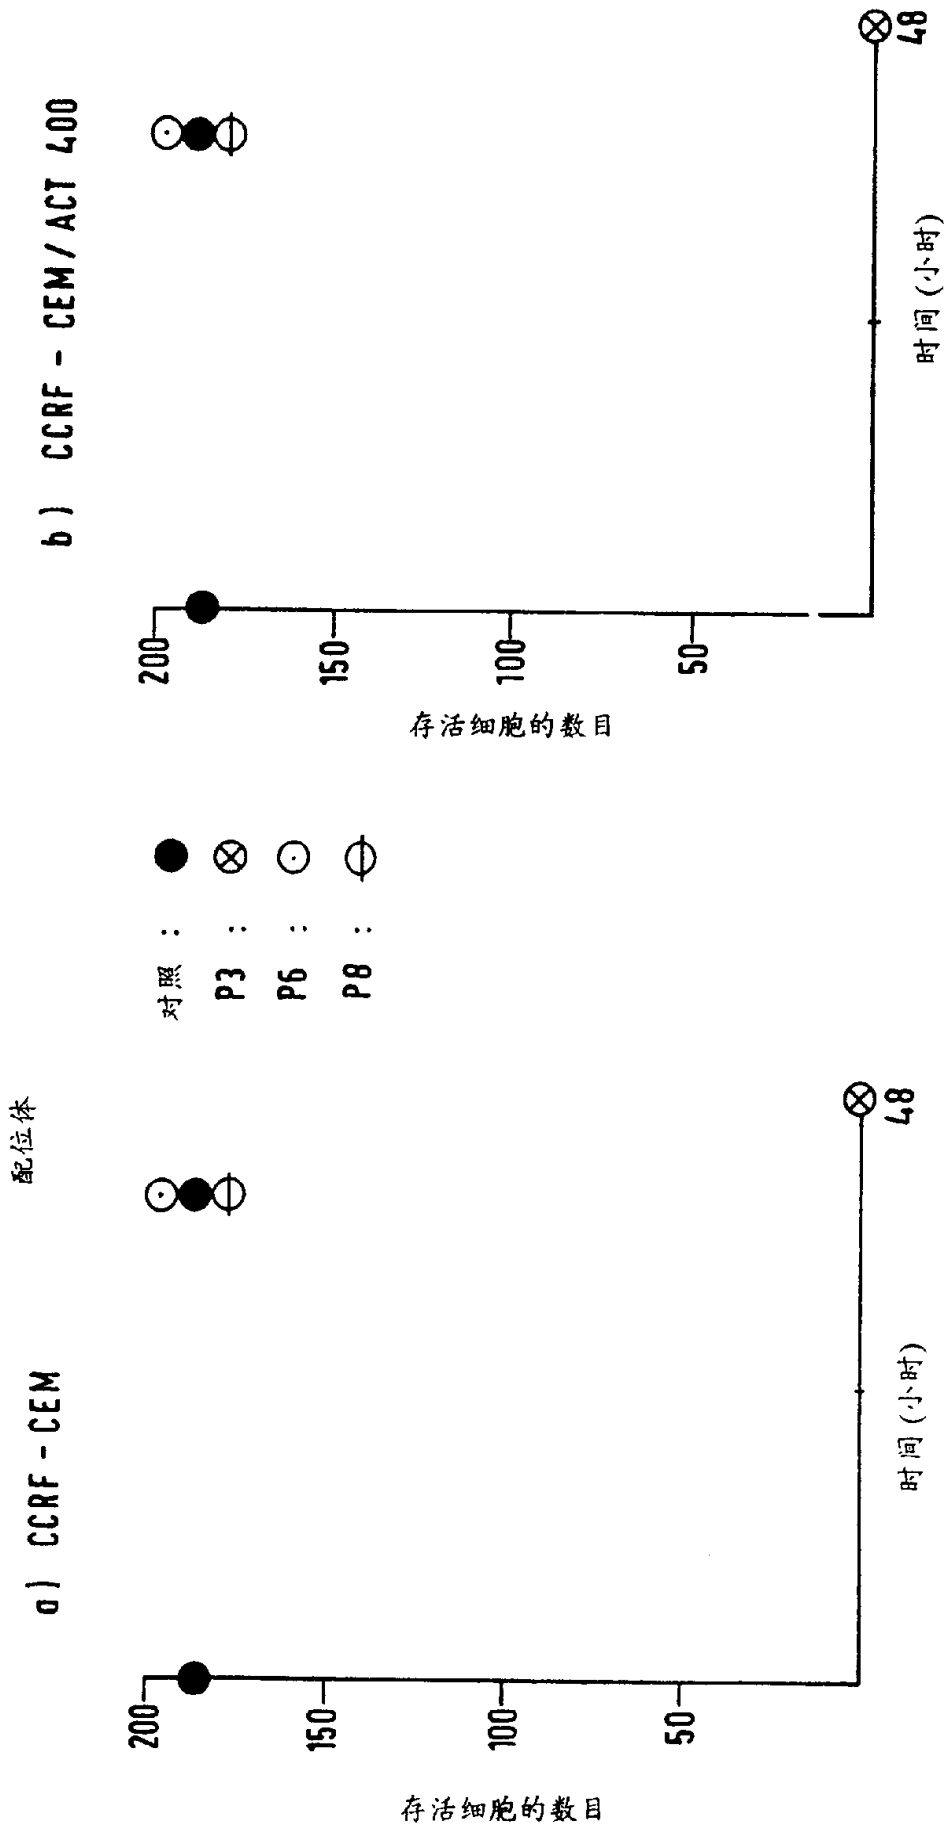 配位体
a) CCRF - CEM
200
150
100
50
48
存活细胞的数目
时间(小时)
对照 :
P3 :
P6 :
P8 :
b) CCRF - CEM / ACT 400
200
150
100
50
48
存活细胞的数目
时间(小时)